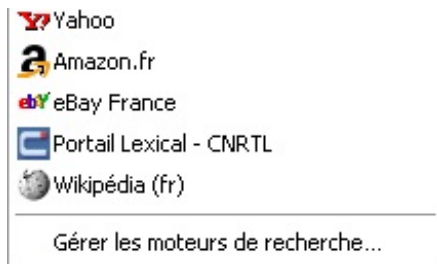 Yahoo
Amazon.fr
eBay France
Portail Lexical - CNRTL
Wikipédia (fr)
Gérer les moteurs de recherche...